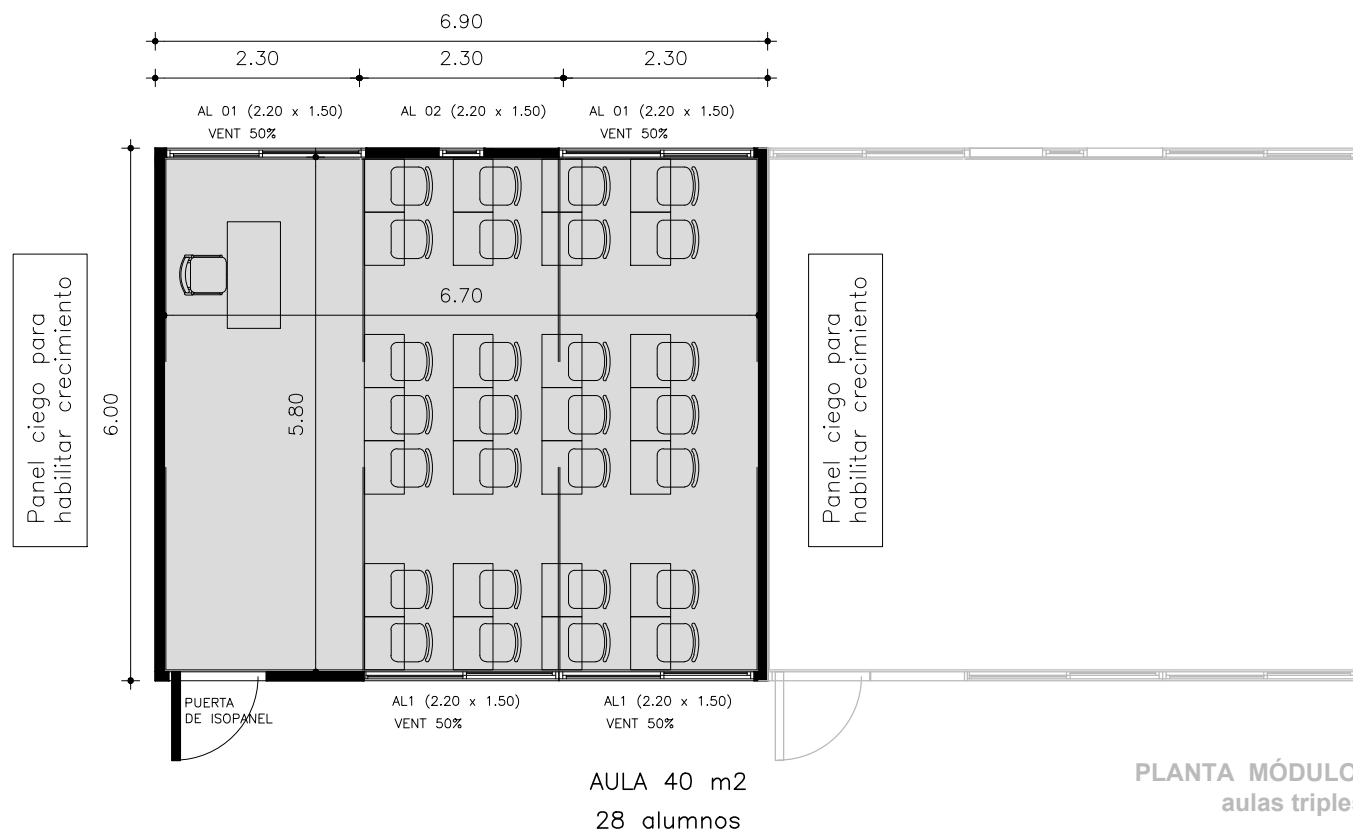 6.90
2.30 2.30 2.30
AL 01 (2.20 x 1.50) AL 02 (2.20 x 1.50) AL 01 (2.20 x 1.50)
VENT 50% VENT 50%
Panel ciego para
habilitar crecimiento
6.00
6.70
5.80
Panel ciego para
habilitar crecimiento
PUERTA
DE ISOPANEL
AL1 (2.20 x 1.50) AL1 (2.20 x 1.50)
VENT 50% VENT 50%
AULA 40 m2
28 alumnos
PLANTA MÓDULO
aulas triples